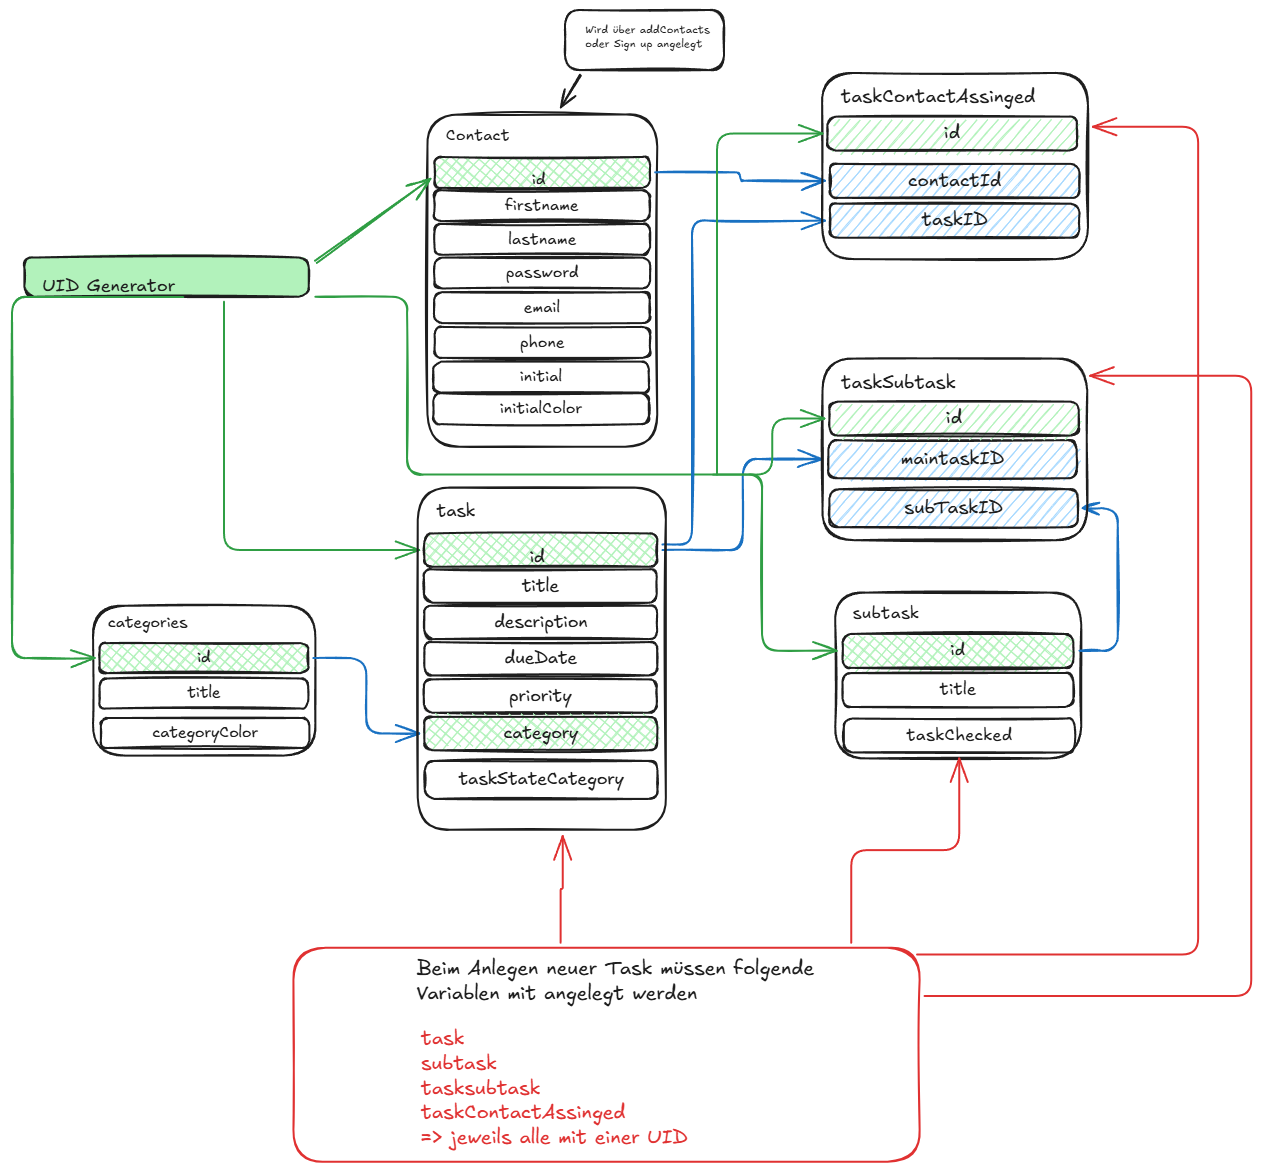 Wird über addContacts
oder Sign up angelegt
Contact
id
firstname
lastname
password
email
phone
initial
initialColor
taskContactAssinged
id
contactId
taskID
UID Generator
taskSubtask
id
maintaskID
subTaskID
task
id
title
description
dueDate
priority
category
taskStateCategory
categories
id
title
categoryColor
subtask
id
title
taskChecked
Beim Anlegen neuer Task müssen folgende
Variablen mit angelegt werden
task
subtask
tasksubtask
taskContactAssinged
=> jeweils alle mit einer UID